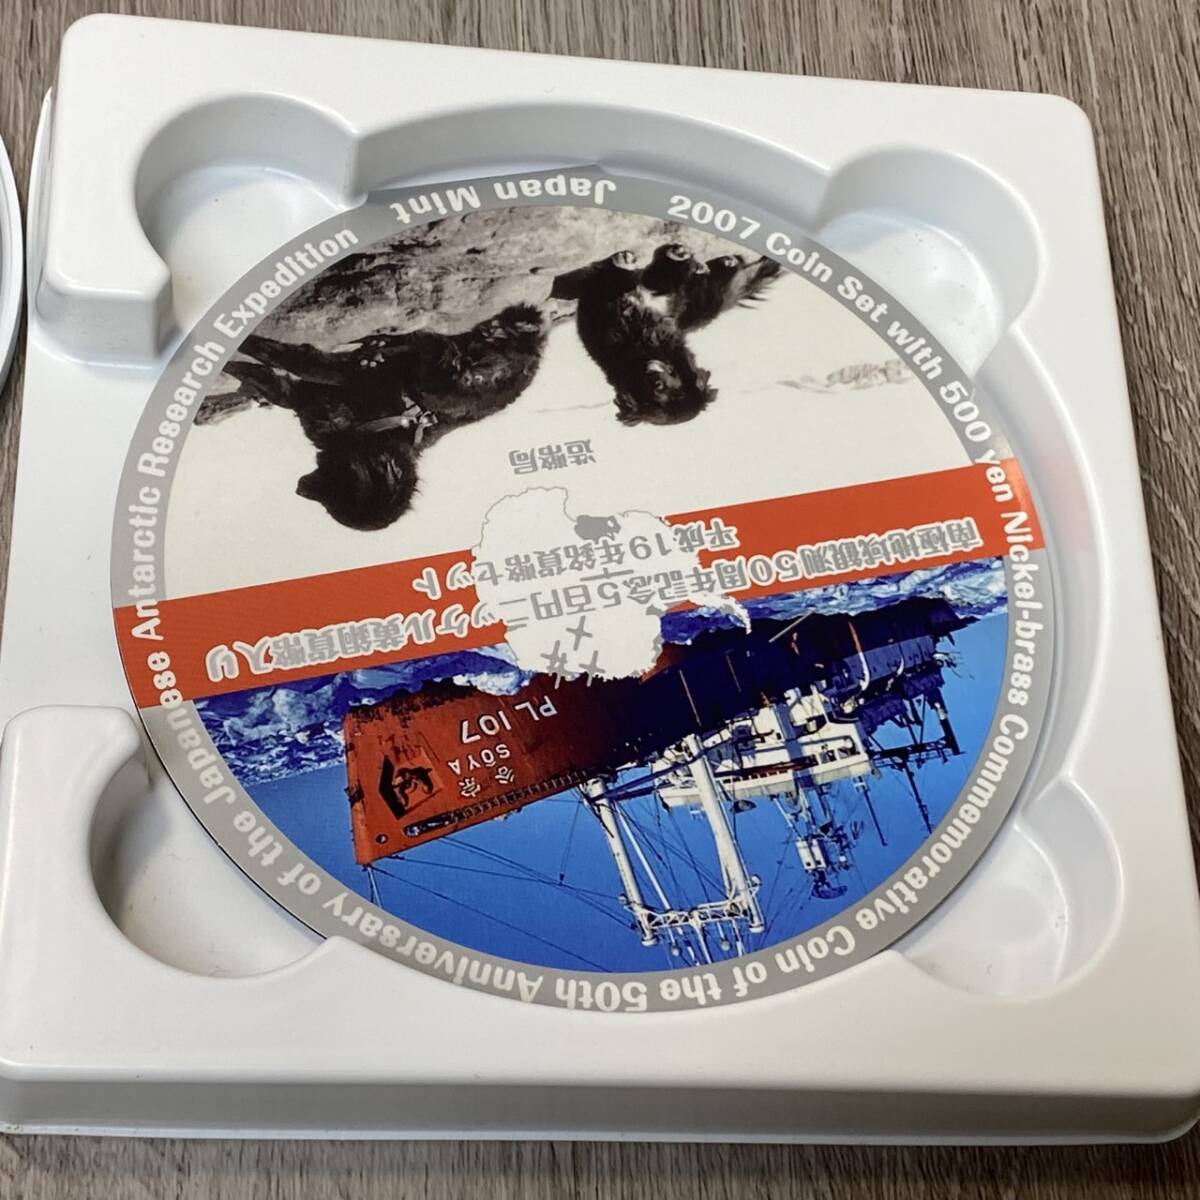 2007 Coin Set with 500 yen Nickel-brass Commemorative Coin of the 50th Anniversary of the Japanese Antarctic Research Expedition
Japan Mint
宗谷
SŌYA
PL107
南極地域観測50周年記念5百円ニッケル黄銅貨幣入り
平成19年銘貨幣セット
造幣局